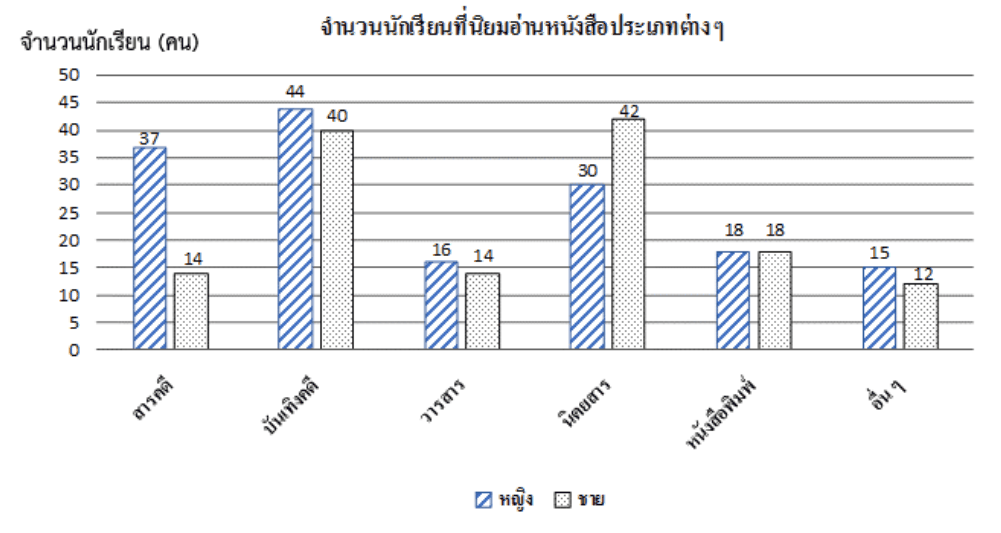 จำนวนนักเรียนที่นิยมอ่านหนังสือประเภทต่างๆ
จำนวนนักเรียน (คน)
50
45
40
35
30
25
20
15
10
5
0
37
14
44
40
16
14
30
42
18
18
15
12
สารคดี
บันเทิงคดี
วารสาร
นิตยสาร
หนังสือพิมพ์
อื่น ๆ
หญิง
ชาย